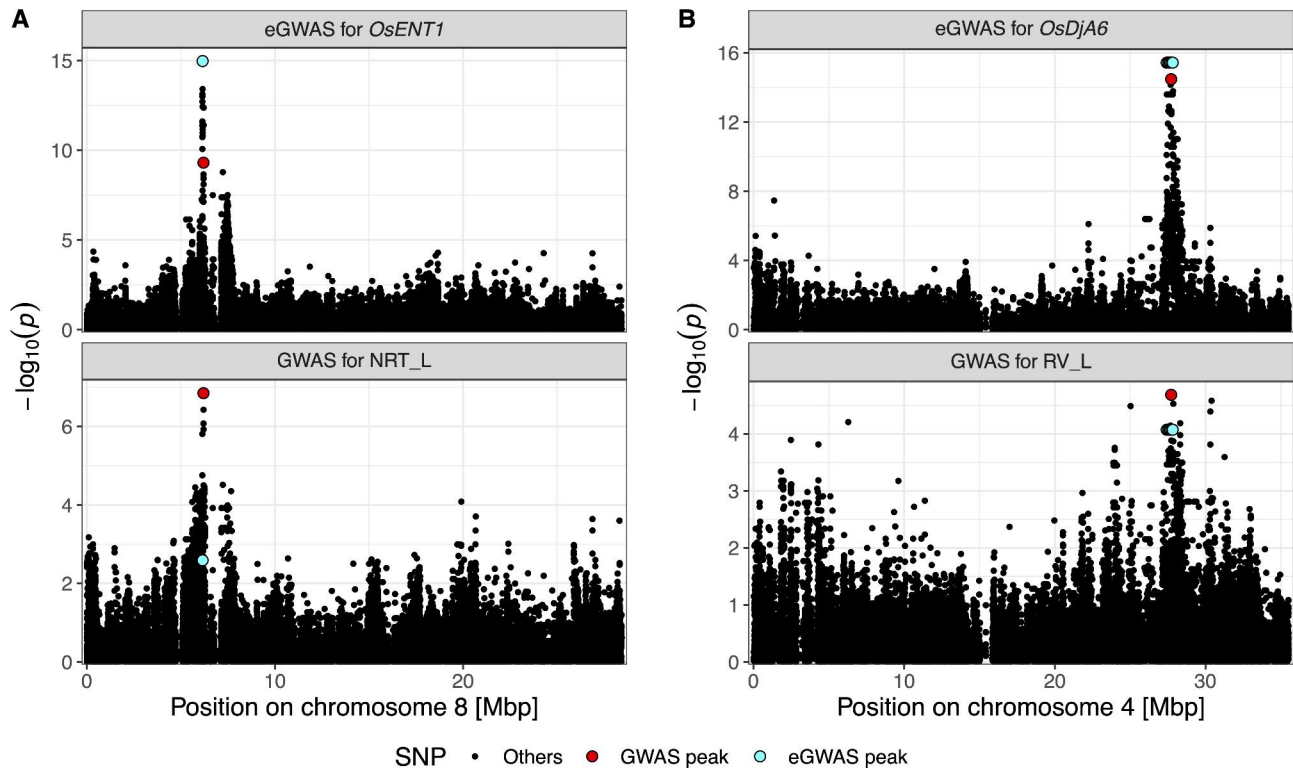 A
eGWAS for OsENT1
15
10
5
0
GWAS for NRT_L
6
4
2
0
0 10 20
−log10(p)
Position on chromosome 8 [Mbp]
B
eGWAS for OsDjA6
16
12
8
4
0
GWAS for RV_L
4
3
2
1
0
0 10 20 30
−log10(p)
Position on chromosome 4 [Mbp]
SNP Others GWAS peak eGWAS peak